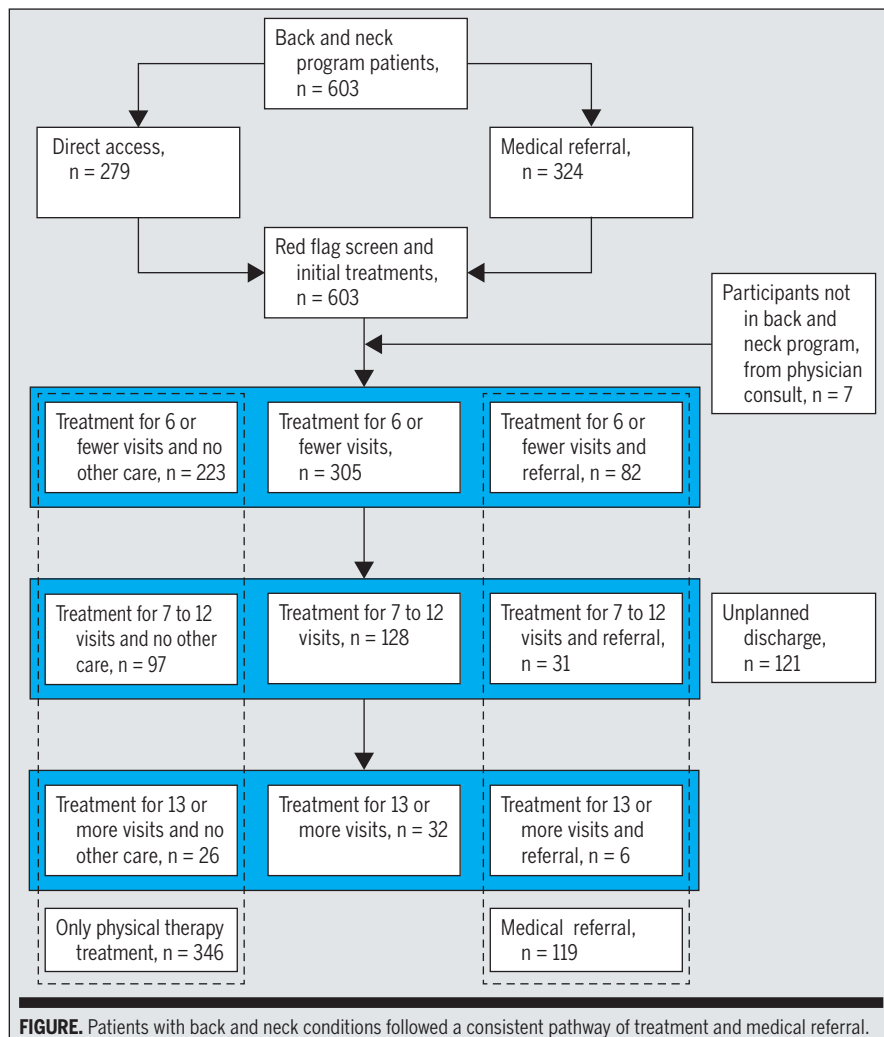 Back and neck
program patients,
n = 603
Direct access,
n = 279
Medical referral,
n = 324
Red flag screen and
initial treatments,
n = 603
Participants not
in back and
neck program,
from physician
consult, n = 7
Treatment for 6 or
fewer visits and no
other care, n = 223
Treatment for 6 or
fewer visits,
n = 305
Treatment for 6 or
fewer visits and
referral, n = 82
Treatment for 7 to 12
visits and no other
care, n = 97
Treatment for 7 to 12
visits, n = 128
Treatment for 7 to 12
visits and referral,
n = 31
Unplanned
discharge,
n = 121
Treatment for 13 or
more visits and no
other care, n = 26
Treatment for 13 or
more visits, n = 32
Treatment for 13 or
more visits and
referral, n = 6
Only physical therapy
treatment, n = 346
Medical referral,
n = 119
FIGURE. Patients with back and neck conditions followed a consistent pathway of treatment and medical referral.